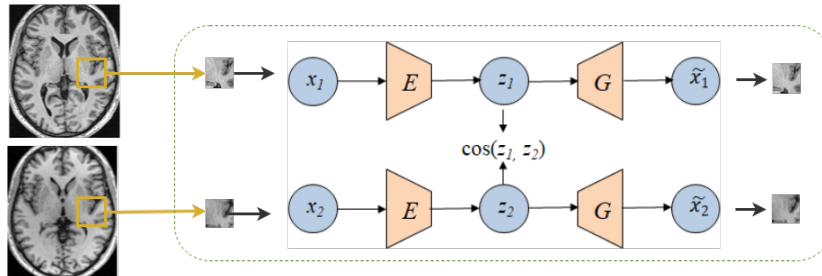 x₁ E z₁ G x̃₁
cos(z₁, z₂)
x₂ E z₂ G x̃₂